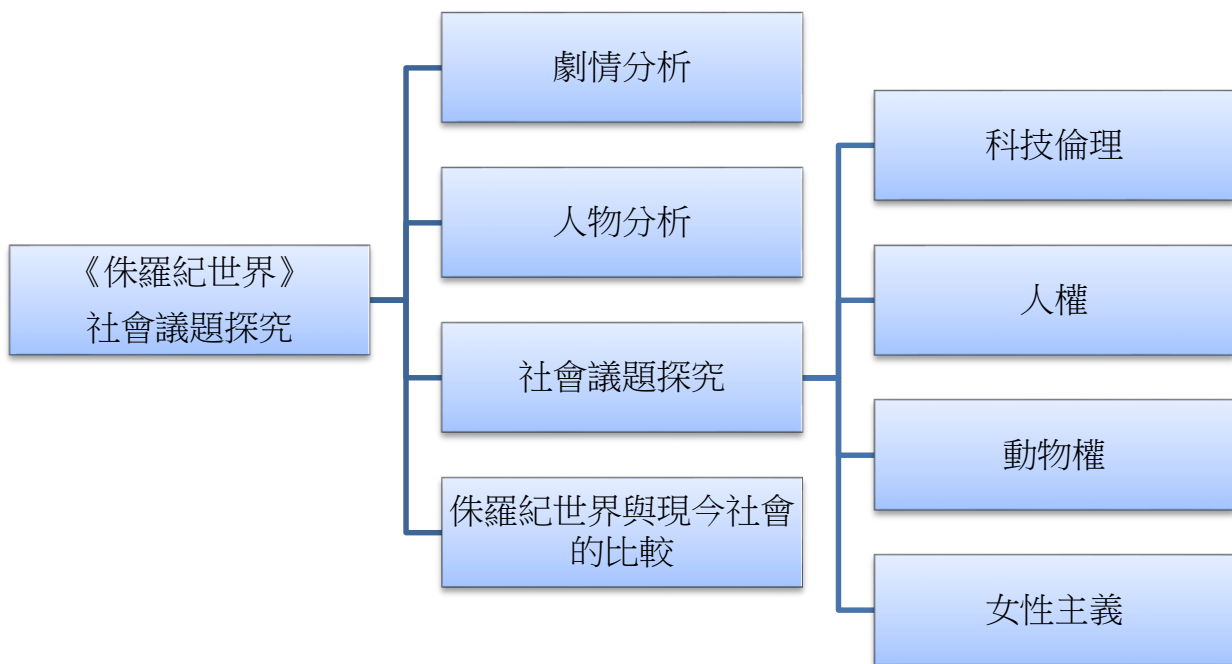 《侏羅紀世界》
社會議題探究
劇情分析
人物分析
社會議題探究
侏羅紀世界與現今社會
的比較
科技倫理
人權
動物權
女性主義